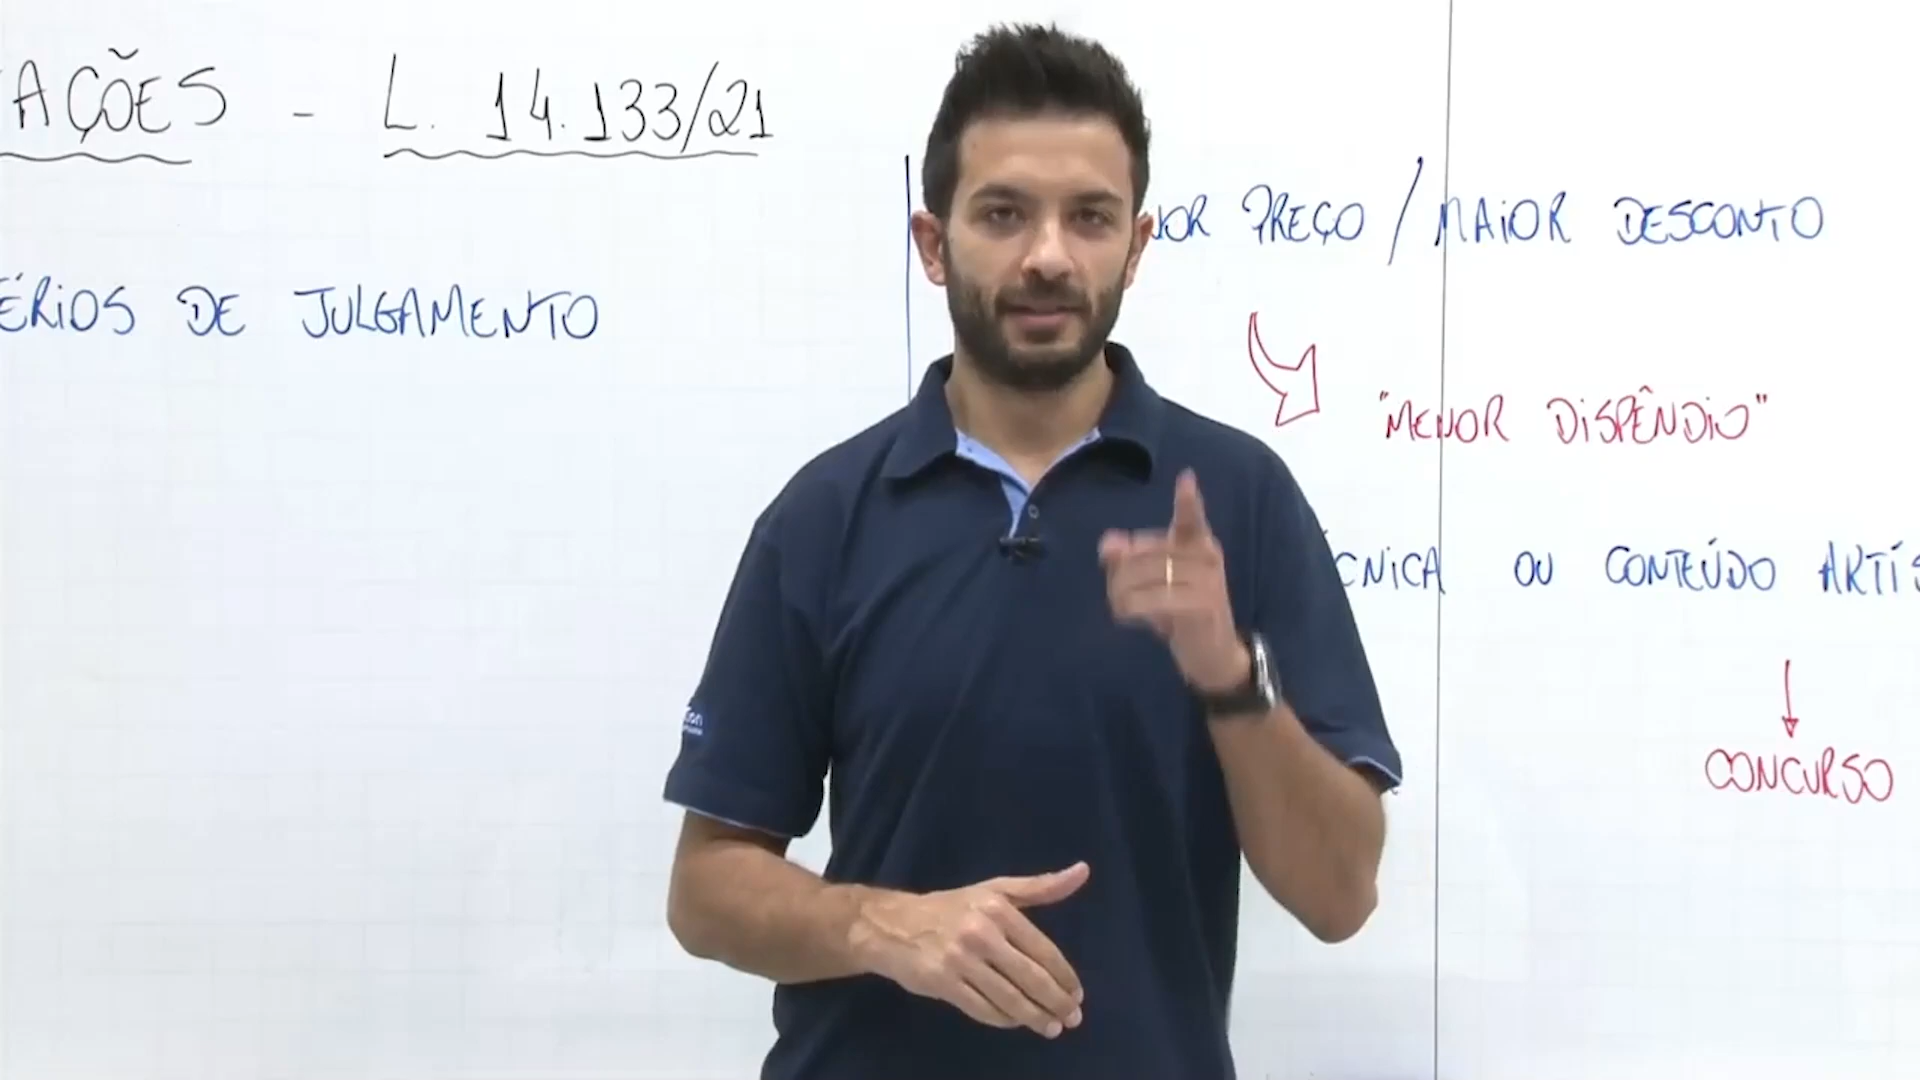 AÇÕES - L. 14.133/21
NOR PREÇO / MAIOR DESCONTO
ÉRIOS DE JULGAMENTO
"MENOR DISPÊNDIO"
CNICA OU CONTEÚDO ARTÍS
CONCURSO